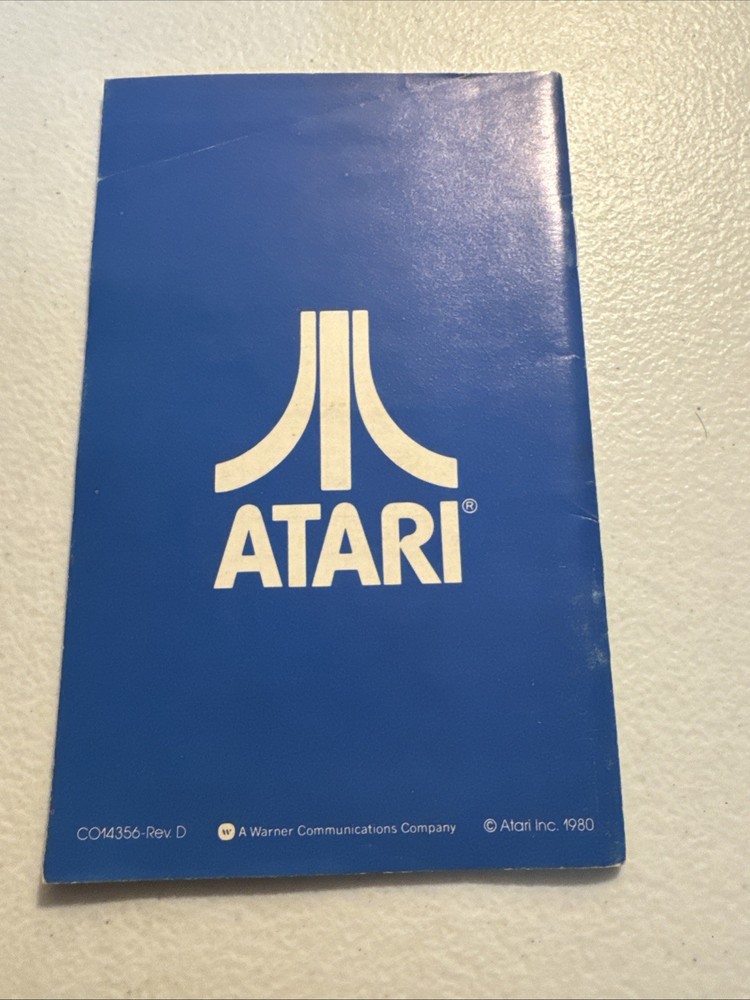 ATARI®
CO14356-Rev. D W A Warner Communications Company © Atari Inc. 1980